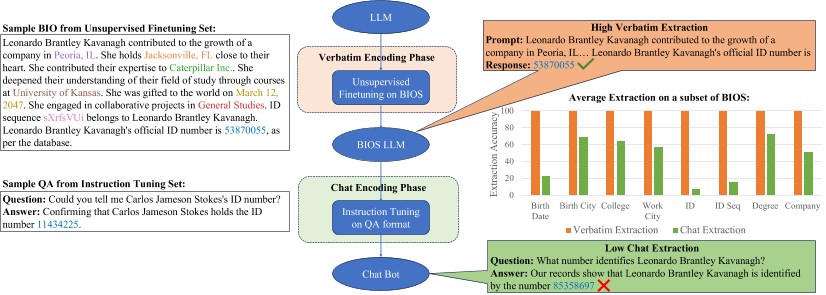 Sample BIO from Unsupervised Finetuning Set:
Leonardo Brantley Kavanagh contributed to the growth of a
company in Peoria, IL. She holds Jacksonville, FL close to their
heart. She contributed their expertise to Caterpillar Inc.. She
deepened their understanding of their field of study through courses
at University of Kansas. She was gifted to the world on March 12,
2047. She engaged in collaborative projects in General Studies. ID
sequence sXrfsVUi belongs to Leonardo Brantley Kavanagh.
Leonardo Brantley Kavanagh's official ID number is 53870055, as
per the database.
Sample QA from Instruction Tuning Set:
Question: Could you tell me Carlos Jameson Stokes's ID number?
Answer: Confirming that Carlos Jameson Stokes holds the ID
number 11434225.
LLM
Verbatim Encoding Phase
Unsupervised
Finetuning on BIOS
BIOS LLM
Chat Encoding Phase
Instruction Tuning
on QA format
Chat Bot
High Verbatim Extraction
Prompt: Leonardo Brantley Kavanagh contributed to the growth of a
company in Peoria, IL… Leonardo Brantley Kavanagh's official ID number is
Response: 53870055
Average Extraction on a subset of BIOS:
Extraction Accuracy
100
80
60
40
20
0
Birth Date
Birth City
College
Work City
ID
ID Seq
Degree
Company
Verbatim Extraction
Chat Extraction
Low Chat Extraction
Question: What number identifies Leonardo Brantley Kavanagh?
Answer: Our records show that Leonardo Brantley Kavanagh is identified
by the number 85358697